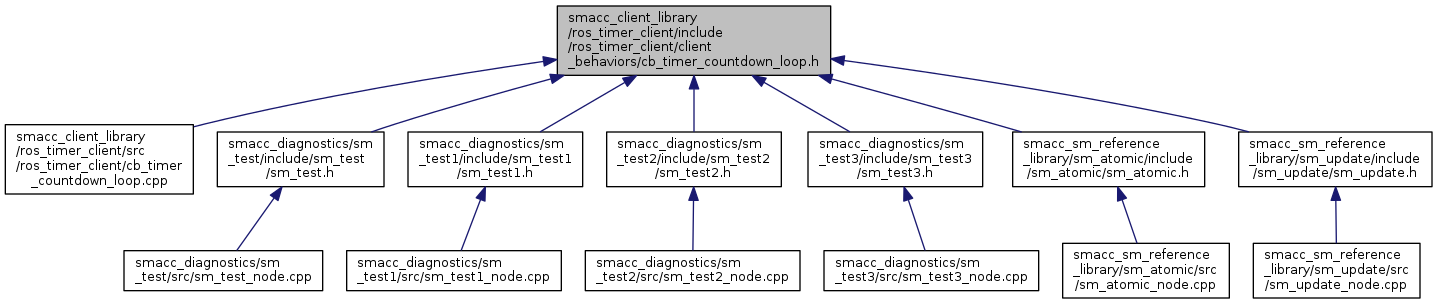 smacc_client_library
/ros_timer_client/include
/ros_timer_client/client
_behaviors/cb_timer_countdown_loop.h
smacc_client_library
/ros_timer_client/src
/ros_timer_client/cb_timer
_countdown_loop.cpp
smacc_diagnostics/sm
_test/include/sm_test
/sm_test.h
smacc_diagnostics/sm
_test1/include/sm_test1
/sm_test1.h
smacc_diagnostics/sm
_test2/include/sm_test2
/sm_test2.h
smacc_diagnostics/sm
_test3/include/sm_test3
/sm_test3.h
smacc_sm_reference
_library/sm_atomic/include
/sm_atomic/sm_atomic.h
smacc_sm_reference
_library/sm_update/include
/sm_update/sm_update.h
smacc_diagnostics/sm
_test/src/sm_test_node.cpp
smacc_diagnostics/sm
_test1/src/sm_test1_node.cpp
smacc_diagnostics/sm
_test2/src/sm_test2_node.cpp
smacc_diagnostics/sm
_test3/src/sm_test3_node.cpp
smacc_sm_reference
_library/sm_atomic/src
/sm_atomic_node.cpp
smacc_sm_reference
_library/sm_update/src
/sm_update_node.cpp